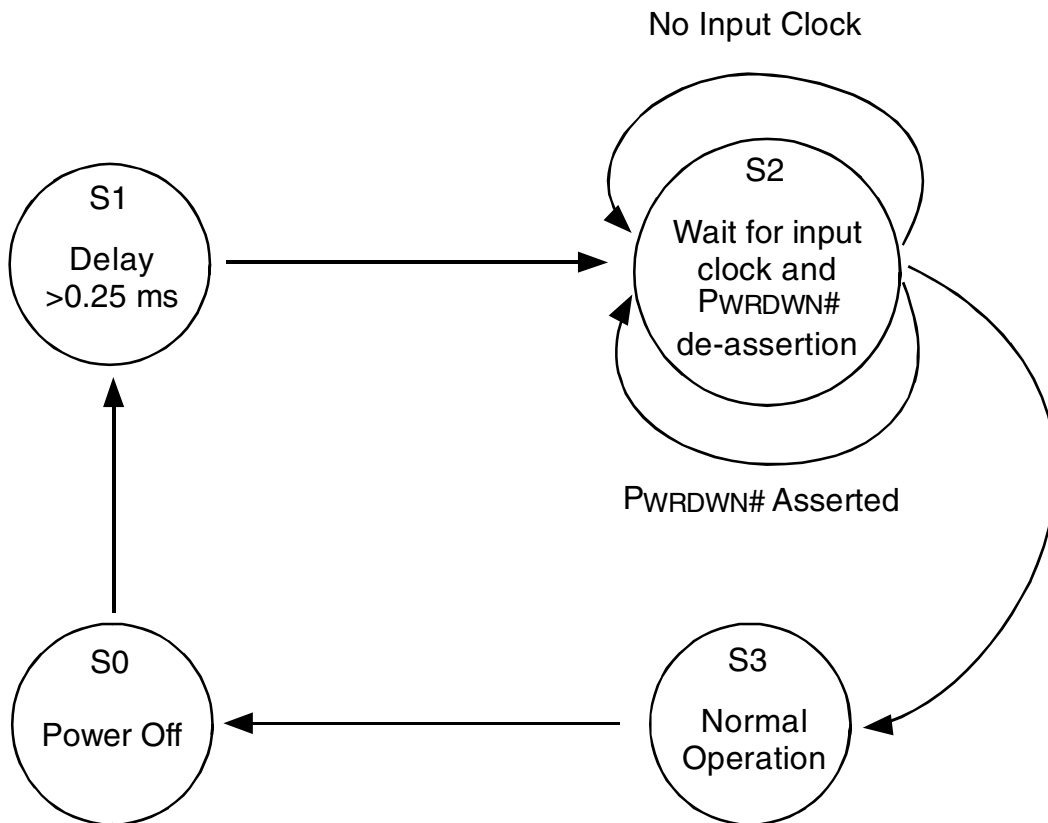 No Input Clock
S1
Delay
>0.25 ms
S2
Wait for input
clock and
PWRDWN#
de-assertion
PWRDWN# Asserted
S0
Power Off
S3
Normal
Operation